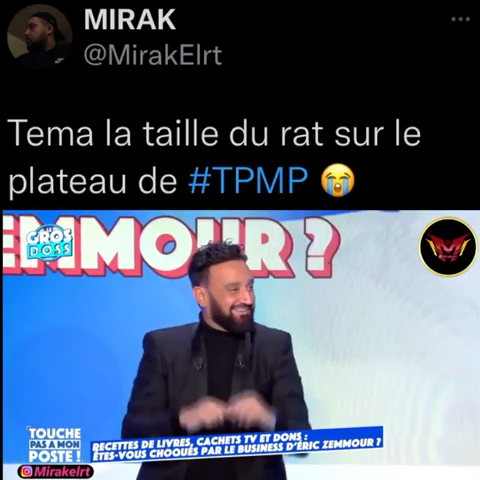 MIRAK
@MirakElrt
Tema la taille du rat sur le
plateau de #TPMP 😭
EMMOUR ?
GROS
DOSS
TOUCHE
PAS A MON
POSTE !
RECETTES DE LIVRES, CACHETS TV ET DONS :
ÊTES-VOUS CHOQUÉS PAR LE BUSINESS D'ÉRIC ZEMMOUR ?
@Mirakelrt